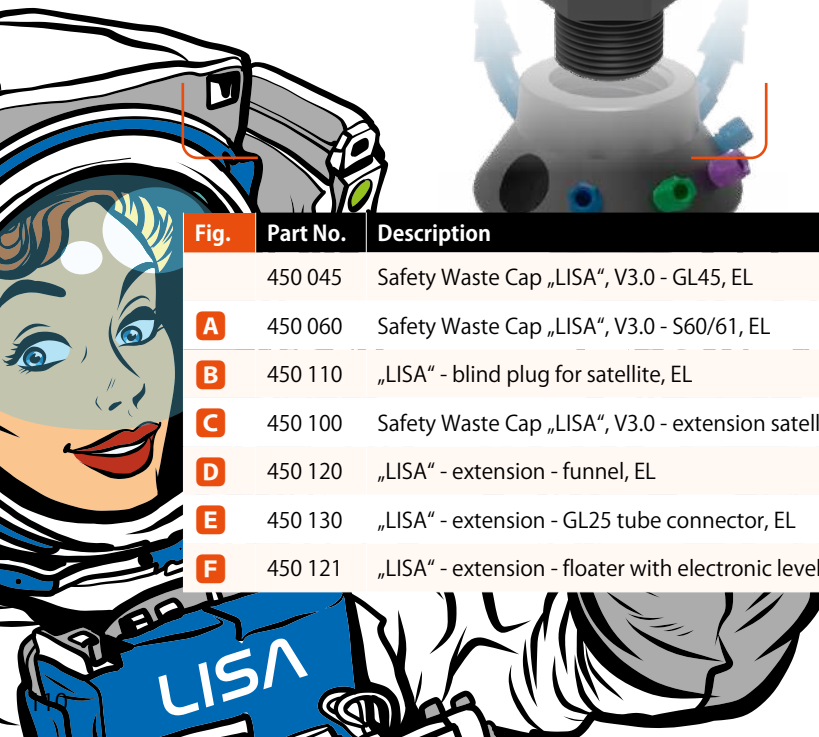 Fig. Part No. Description
450 045 Safety Waste Cap „LISA“, V3.0 - GL45, EL
A 450 060 Safety Waste Cap „LISA“, V3.0 - S60/61, EL
B 450 110 „LISA“ - blind plug for satellite, EL
C 450 100 Safety Waste Cap „LISA“, V3.0 - extension satell
D 450 120 „LISA“ - extension - funnel, EL
E 450 130 „LISA“ - extension - GL25 tube connector, EL
F 450 121 „LISA“ - extension - floater with electronic level
LISA